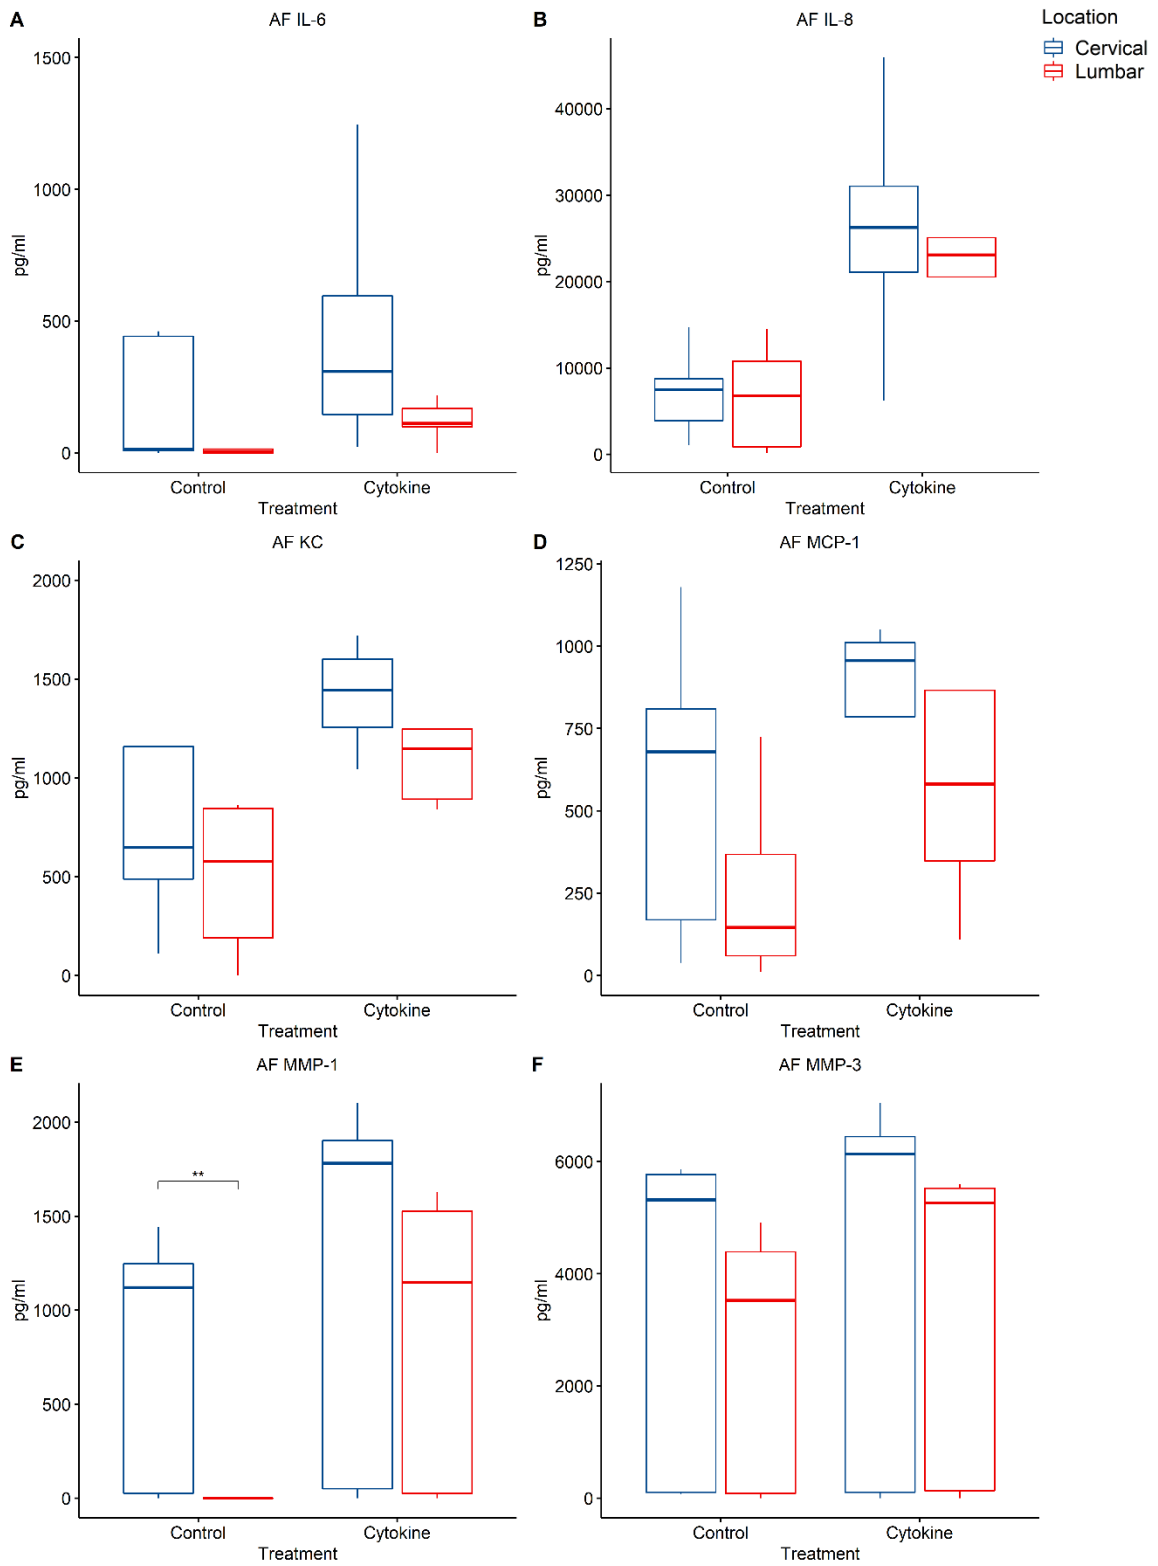 A
AF IL-6
1500
1000
500
0
pg/ml
Control
Cytokine
Treatment
B
AF IL-8
40000
30000
20000
10000
0
pg/ml
Control
Cytokine
Treatment
Location
Cervical
Lumbar
C
AF KC
2000
1500
1000
500
0
pg/ml
Control
Cytokine
Treatment
D
AF MCP-1
1250
1000
750
500
250
0
pg/ml
Control
Cytokine
Treatment
E
AF MMP-1
2000
1500
1000
500
0
pg/ml
**
Control
Cytokine
Treatment
F
AF MMP-3
6000
4000
2000
0
pg/ml
Control
Cytokine
Treatment